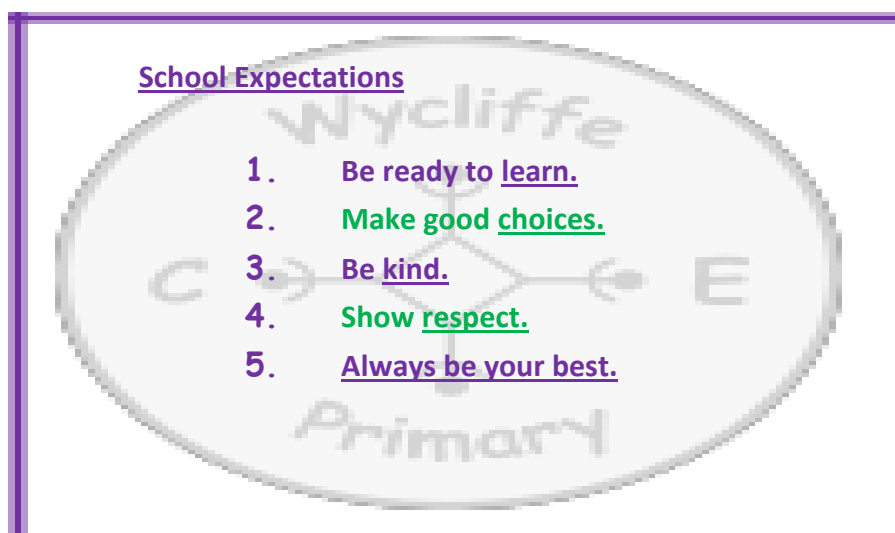 School Expectations
Wycliffe
1. Be ready to learn.
2. Make good choices.
3. Be kind.
C E
4. Show respect.
5. Always be your best.
Primary